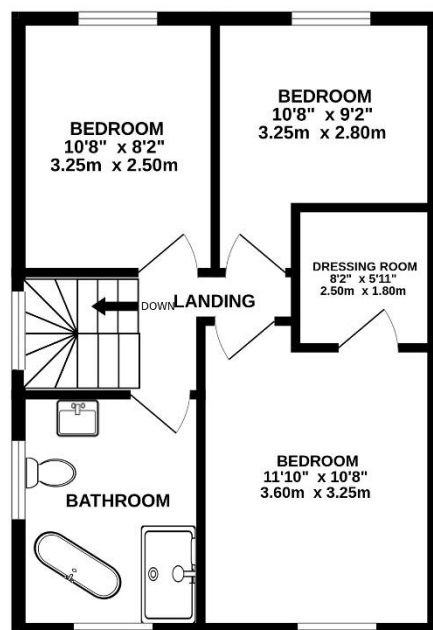 BEDROOM
10'8" x 8'2"
3.25m x 2.50m
BEDROOM
10'8" x 9'2"
3.25m x 2.80m
DRESSING ROOM
8'2" x 5'11"
2.50m x 1.80m
DOWN
LANDING
BEDROOM
11'10" x 10'8"
3.60m x 3.25m
BATHROOM